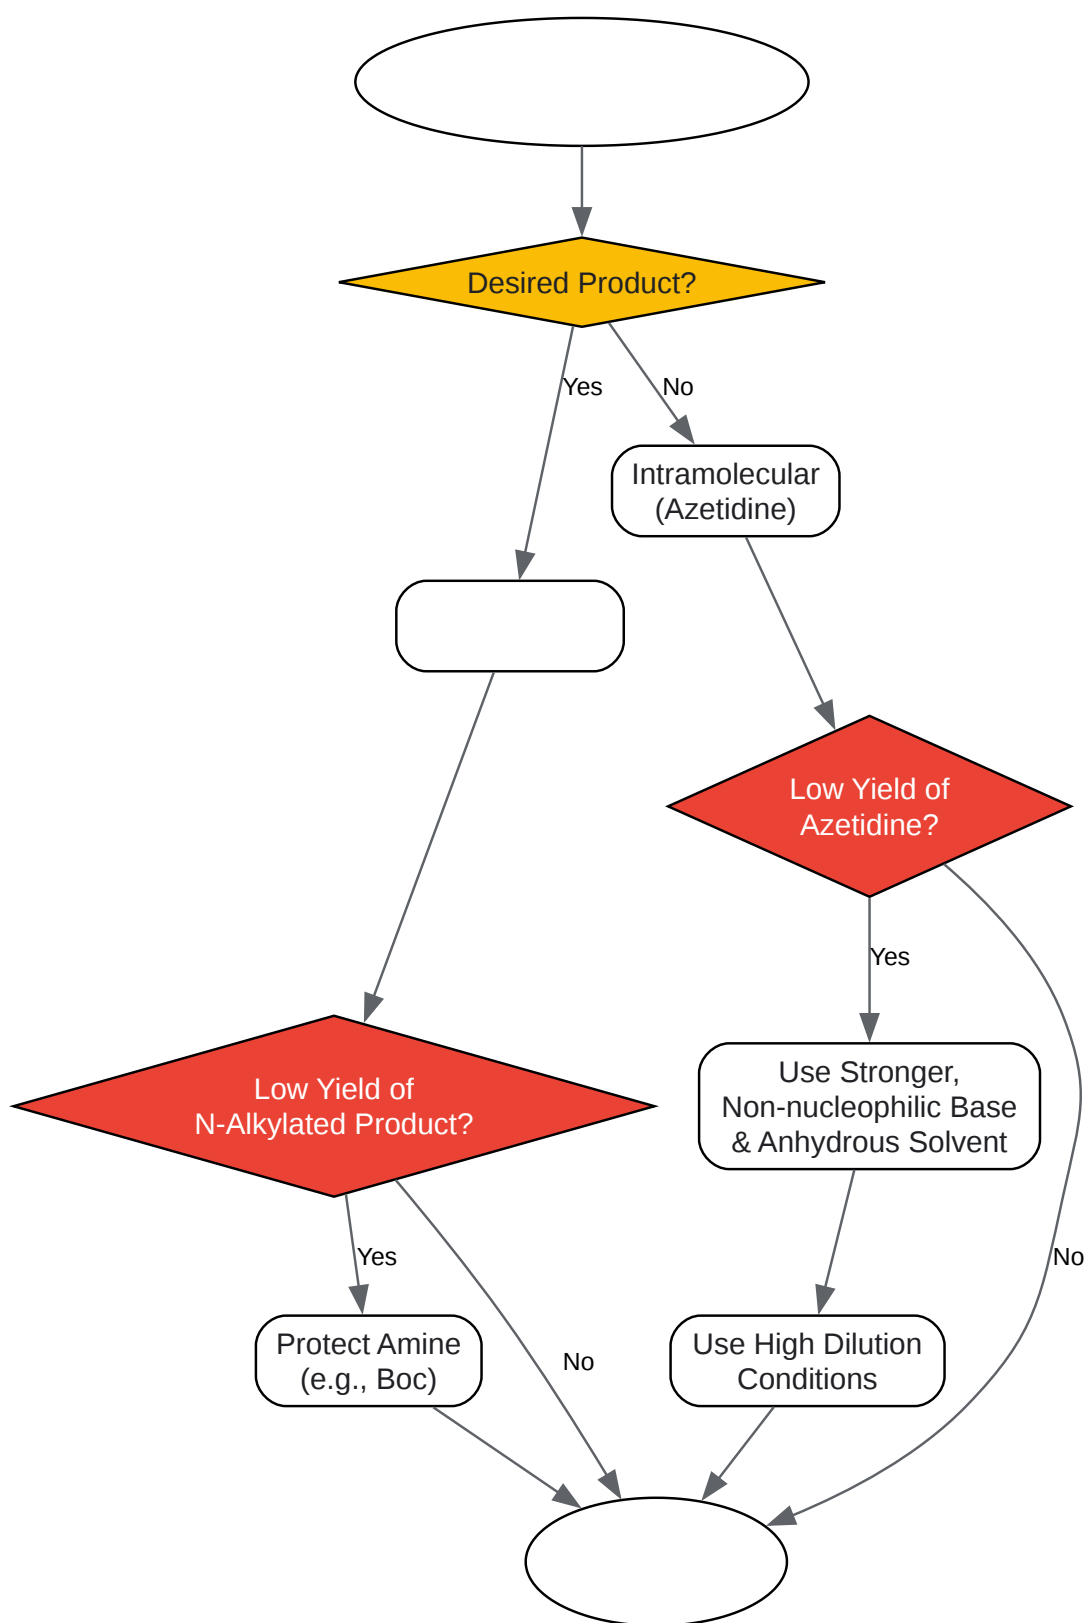 Desired Product?
Yes
No
Intramolecular
(Azetidine)
Low Yield of
Azetidine?
Yes
Use Stronger,
Non-nucleophilic Base
& Anhydrous Solvent
Low Yield of
N-Alkylated Product?
Yes
No
No
Protect Amine
(e.g., Boc)
Use High Dilution
Conditions